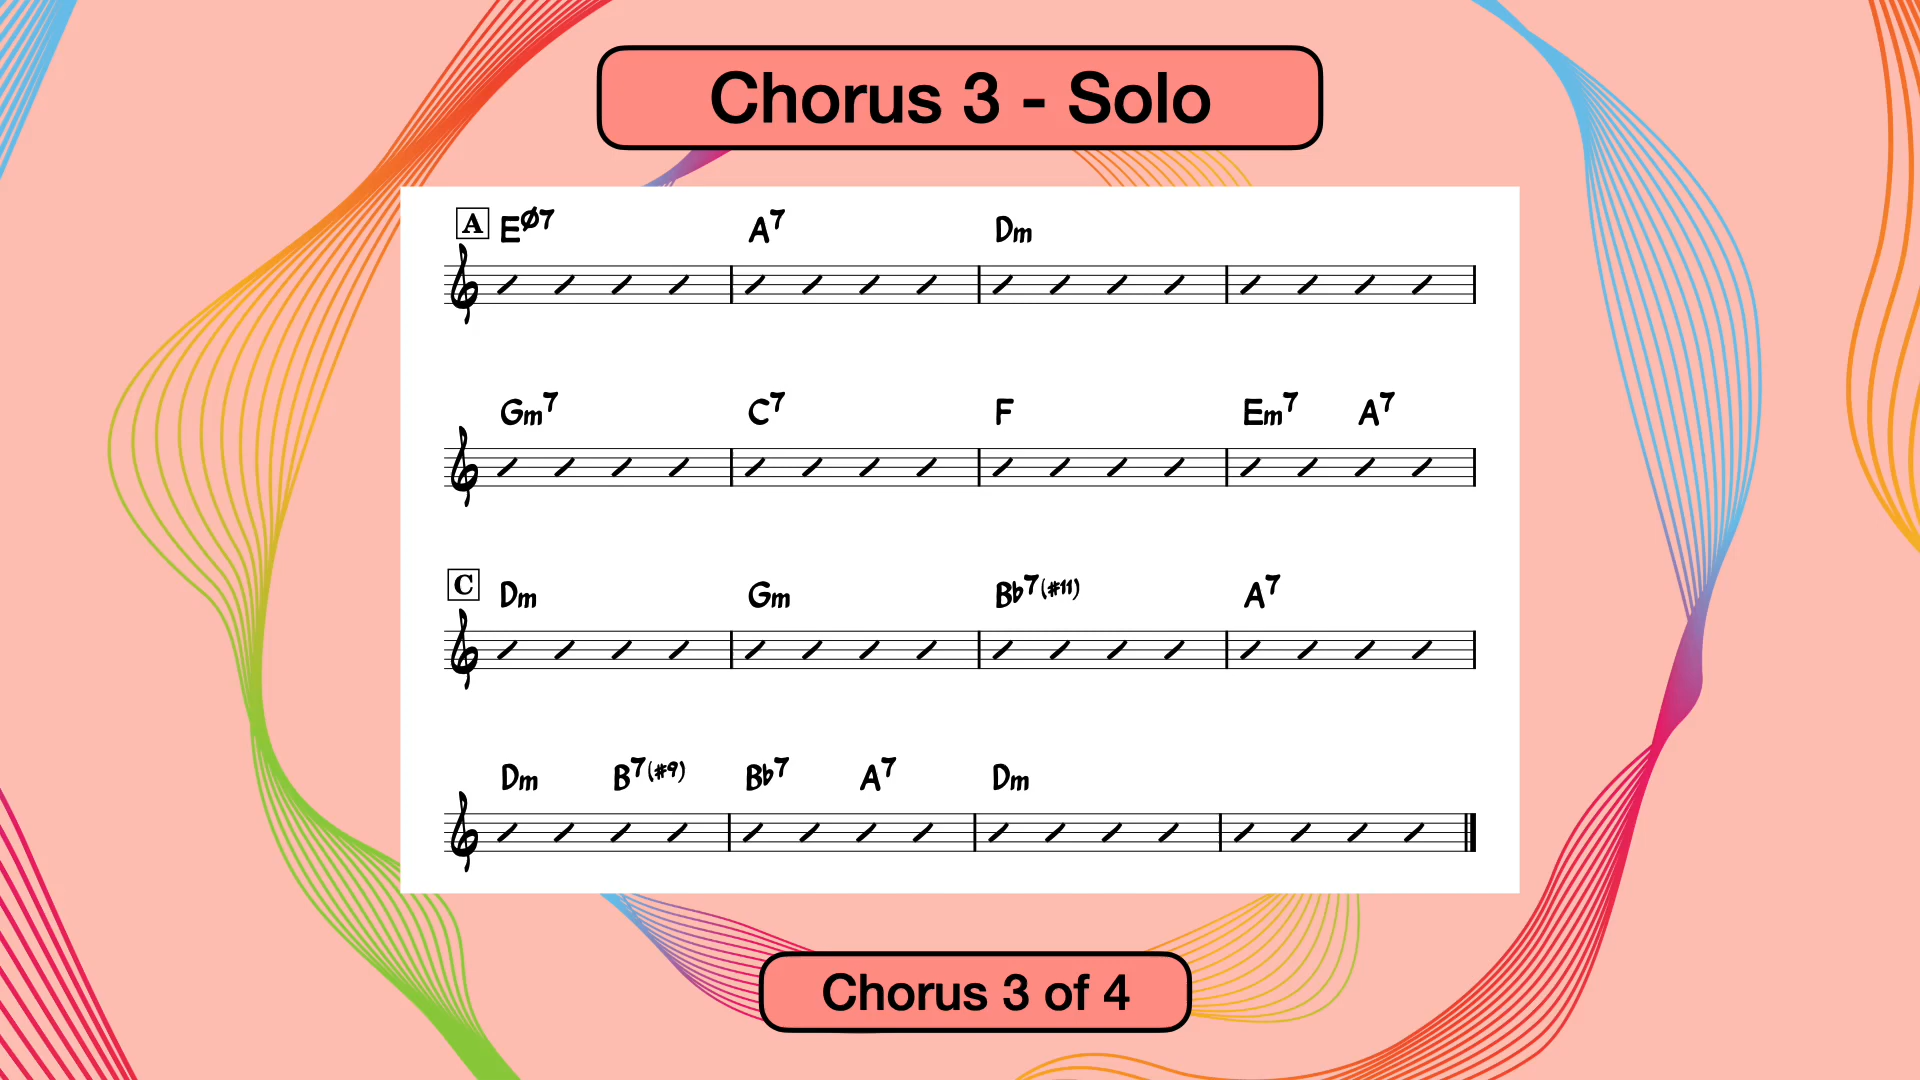 Chorus 3 - Solo
A EØ7 A7 Dm
Gm7 C7 F Em7 A7
C Dm Gm Bb7(#11) A7
Dm B7(#9) Bb7 A7 Dm
Chorus 3 of 4